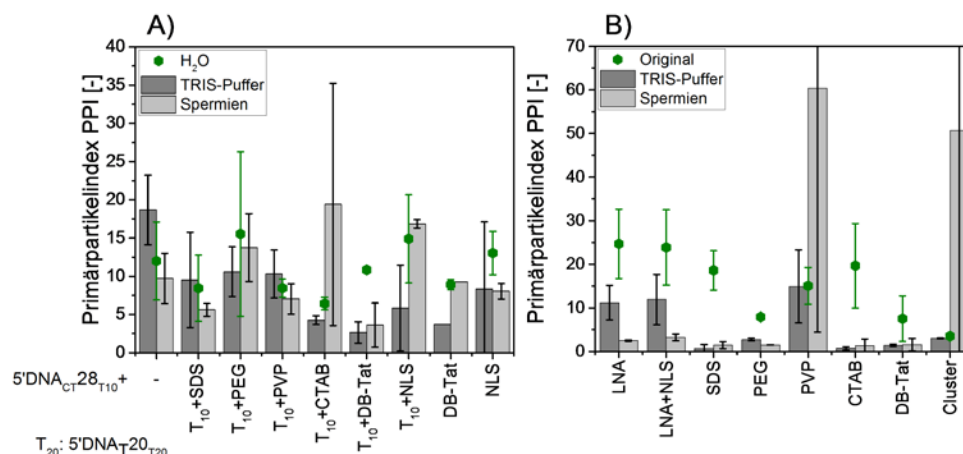 A)
B)
Primärpartikelindex PPI [-]
40
35
30
25
20
15
10
5
0
H₂O
TRIS-Puffer
Spermien
5'DNA_CT28_T10+
-
T₁₀+SDS
T₁₀+PEG
T₁₀+PVP
T₁₀+CTAB
T₁₀+DB-Tat
T₁₀+NLS
DB-Tat
NLS
T₂₀: 5'DNA_T20_T20
Primärpartikelindex PPI [-]
70
60
50
40
30
20
10
0
Original
TRIS-Puffer
Spermien
LNA
LNA+NLS
SDS
PEG
PVP
CTAB
DB-Tat
Cluster